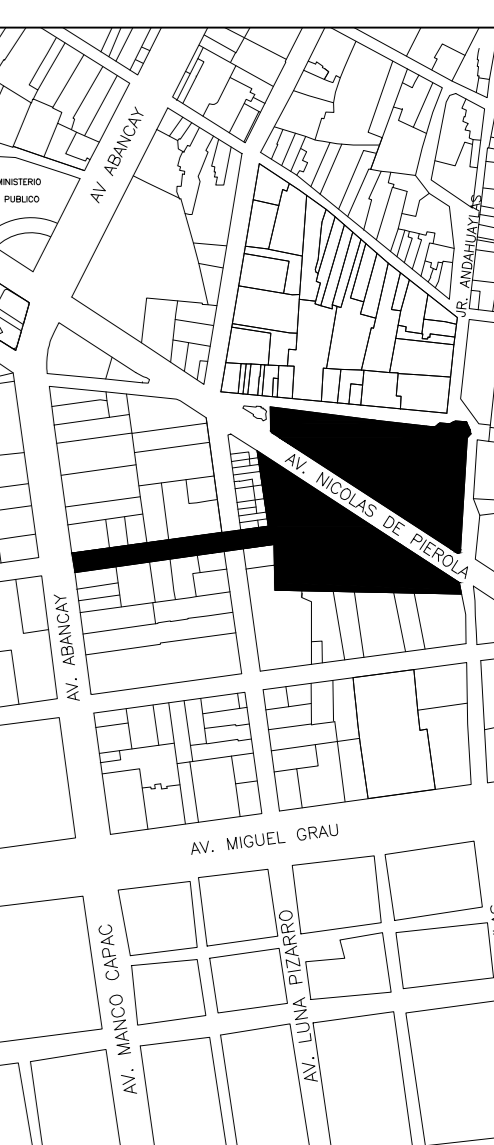 AV ABANCAY
MINISTERIO
PUBLICO
JR. ANDAHUAYLAS
AV. NICOLAS DE PIEROLA
AV. ABANCAY
AV. MIGUEL GRAU
AV. MANCO CAPAC
AV. LUNA PIZARRO